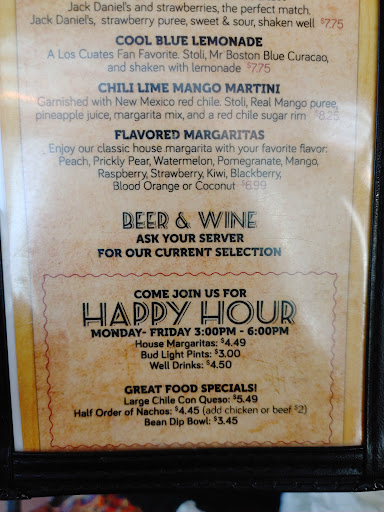 Jack Daniel's and strawberries, the perfect match.
Jack Daniel's, strawberry puree, sweet & sour, shaken well $7.75
COOL BLUE LEMONADE
A Los Cuates Fan Favorite. Stoli, Mr Boston Blue Curacao,
and shaken with lemonade $7.75
CHILI LIME MANGO MARTINI
Garnished with New Mexico red chile. Stoli, Real Mango puree,
pineapple juice, margarita mix, and a red chile sugar rim $8.25
FLAVORED MARGARITAS
Enjoy our classic house margarita with your favorite flavor:
Peach, Prickly Pear, Watermelon, Pomegranate, Mango.
Raspberry, Strawberry, Kiwi, Blackberry,
Blood Orange or Coconut $6.99
BEER & WINE
ASK YOUR SERVER
FOR OUR CURRENT SELECTION
COME JOIN US FOR
HAPPY HOUR
MONDAY- FRIDAY 3:00PM - 6:00PM
House Margaritas: $4.49
Bud Light Pints: $3.00
Well Drinks: $4.50
GREAT FOOD SPECIALS!
Large Chile Con Queso: $5.49
Half Order of Nachos: $4.45 (add chicken or beef $2)
Bean Dip Bowl: $3.45